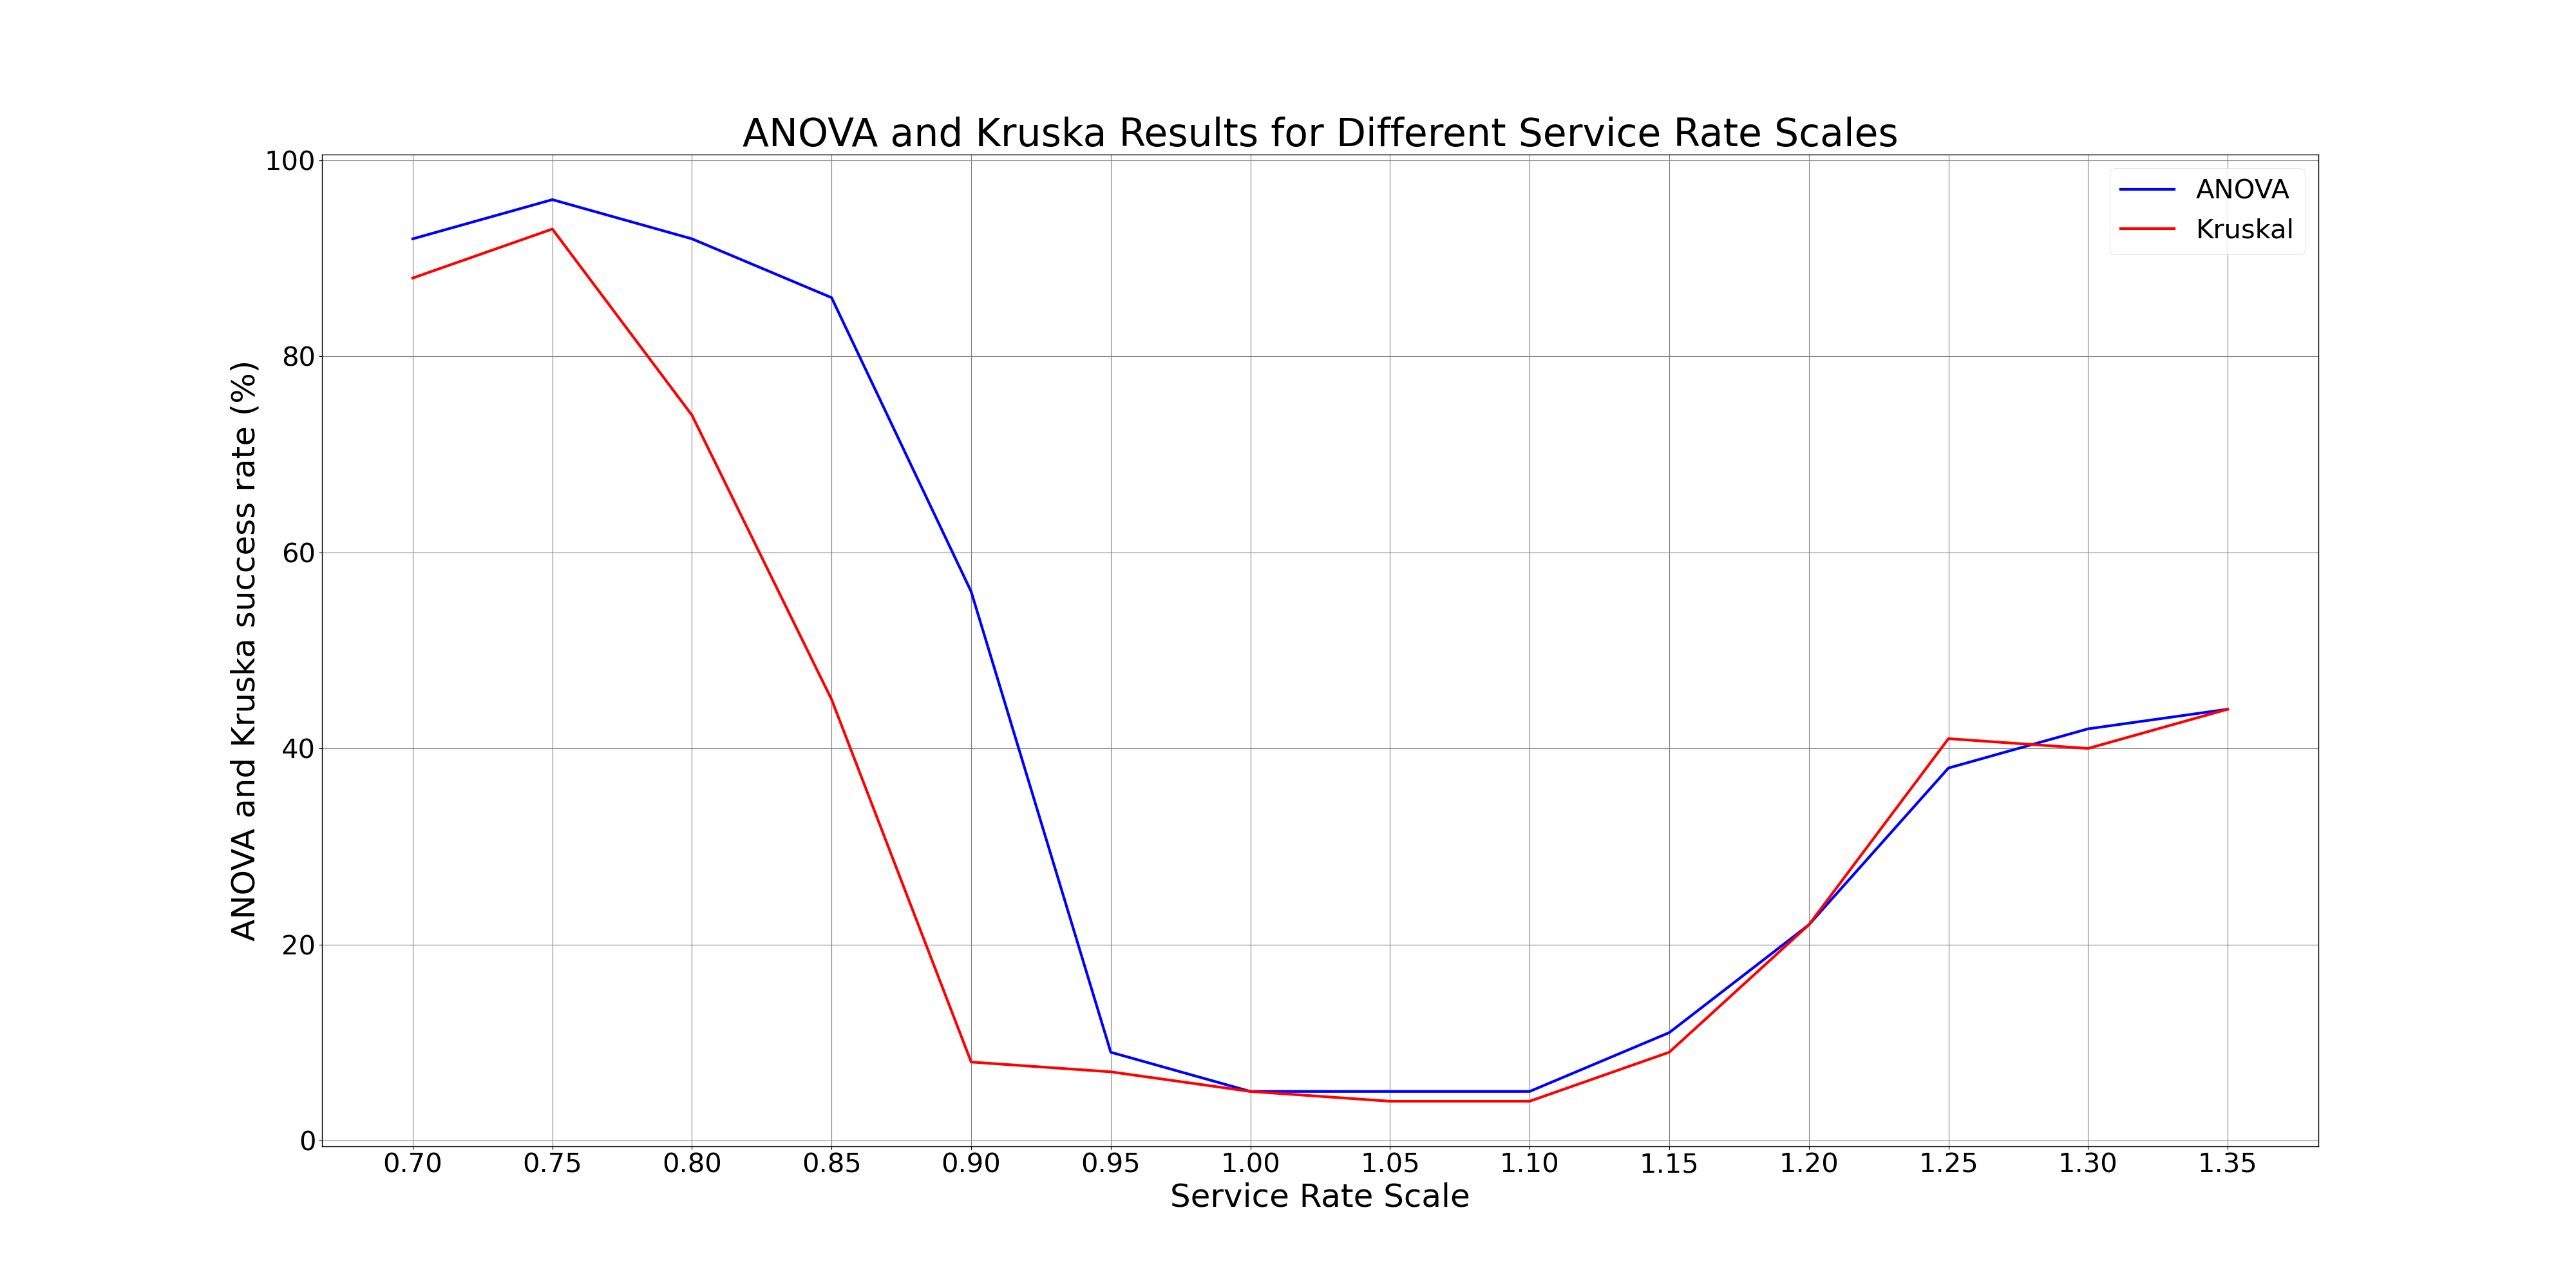 ANOVA and Kruska Results for Different Service Rate Scales
ANOVA and Kruska success rate (%)
100
80
60
40
20
0
ANOVA
Kruskal
0.70 0.75 0.80 0.85 0.90 0.95 1.00 1.05 1.10 1.15 1.20 1.25 1.30 1.35
Service Rate Scale